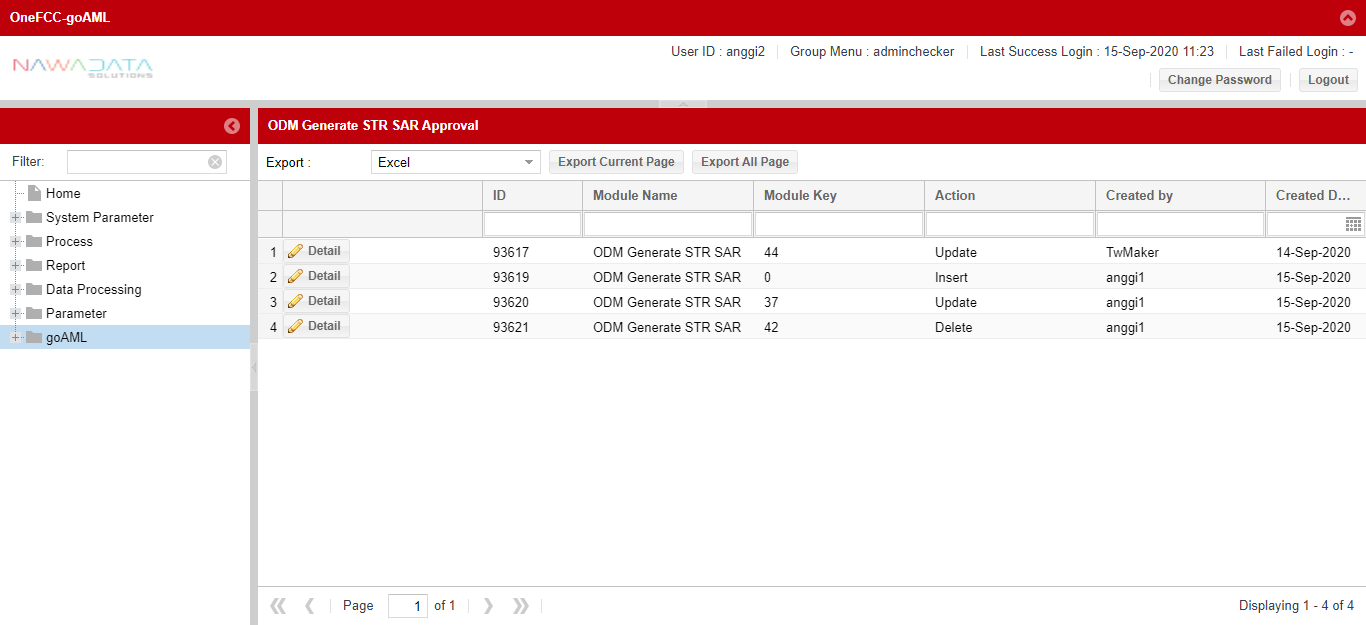 OneFCC-goAML
NAWADATA
SOLUTIONS
User ID : anggi2 Group Menu : adminchecker Last Success Login : 15-Sep-2020 11:23 Last Failed Login : -
Change Password Logout
ODM Generate STR SAR Approval
Filter:
Export : Excel Export Current Page Export All Page
Home
System Parameter
Process
Report
Data Processing
Parameter
goAML
ID Module Name Module Key Action Created by Created D...
1 Detail 93617 ODM Generate STR SAR 44 Update TwMaker 14-Sep-2020
2 Detail 93619 ODM Generate STR SAR 0 Insert anggi1 15-Sep-2020
3 Detail 93620 ODM Generate STR SAR 37 Update anggi1 15-Sep-2020
4 Detail 93621 ODM Generate STR SAR 42 Delete anggi1 15-Sep-2020
Page 1 of 1 Displaying 1 - 4 of 4